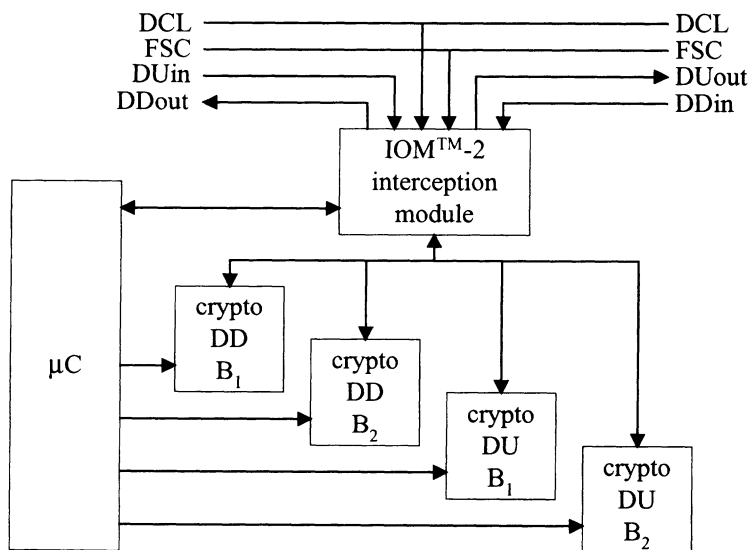 DCL DCL
FSC FSC
DUin DUout
DDout DDin
IOM™-2
interception
module
µC
crypto
DD
B₁
crypto
DD
B₂
crypto
DU
B₁
crypto
DU
B₂